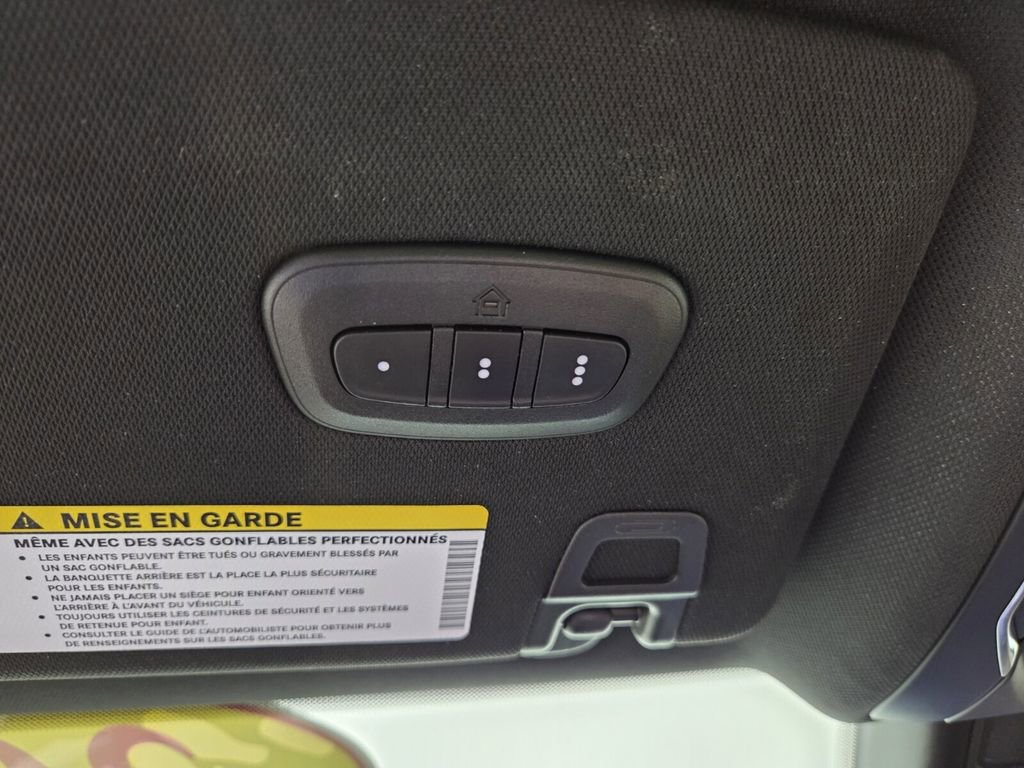 MISE EN GARDE
MÊME AVEC DES SACS GONFLABLES PERFECTIONNÉS
• LES ENFANTS PEUVENT ÊTRE TUÉS OU GRAVEMENT BLESSÉS PAR
UN SAC GONFLABLE.
• LA BANQUETTE ARRIÈRE EST LA PLACE LA PLUS SÉCURITAIRE
POUR LES ENFANTS.
• NE JAMAIS PLACER UN SIÈGE POUR ENFANT ORIENTÉ VERS
L'ARRIÈRE À L'AVANT DU VÉHICULE.
• TOUJOURS UTILISER LES CEINTURES DE SÉCURITÉ ET LES SYSTÈMES
DE RETENUE POUR ENFANT.
• CONSULTER LE GUIDE DE L'AUTOMOBILISTE POUR OBTENIR PLUS
DE RENSEIGNEMENTS SUR LES SACS GONFLABLES.